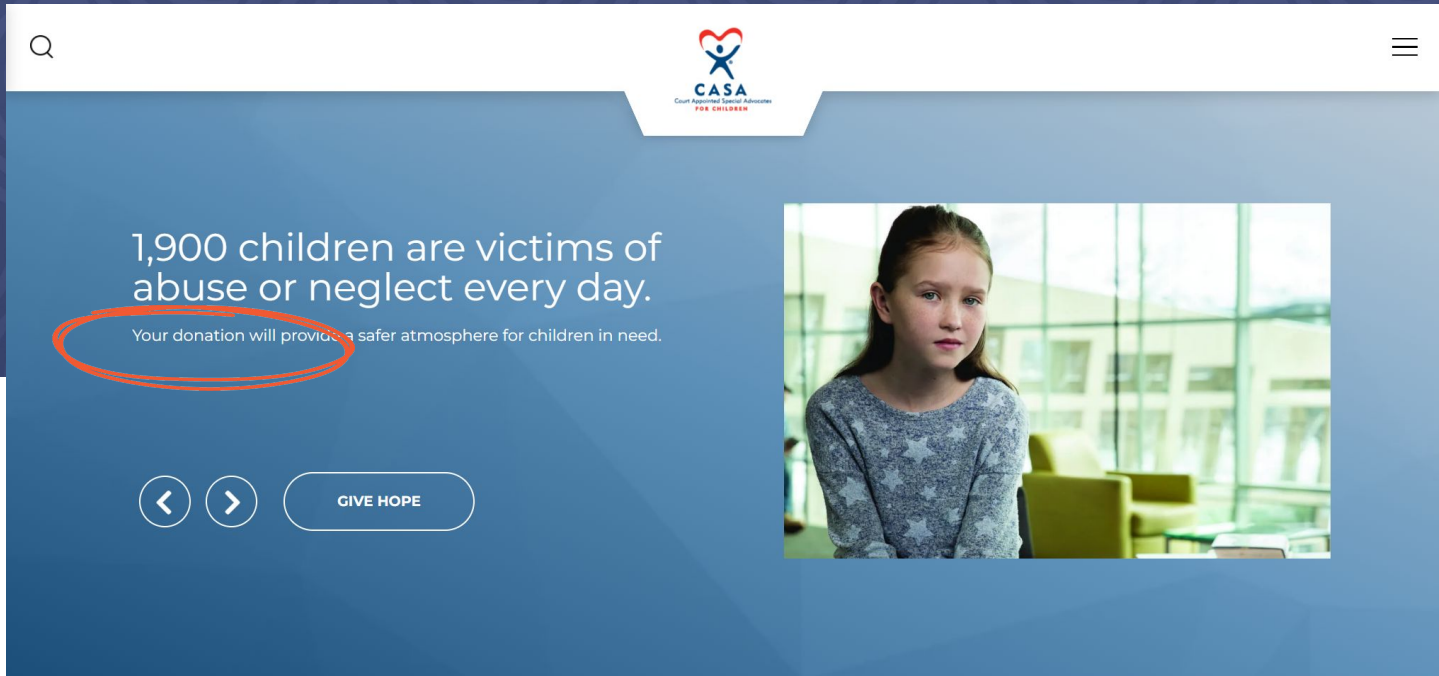 CASA
Court Appointed Special Advocates
FOR CHILDREN
1,900 children are victims of
abuse or neglect every day.
Your donation will provide a safer atmosphere for children in need.
GIVE HOPE